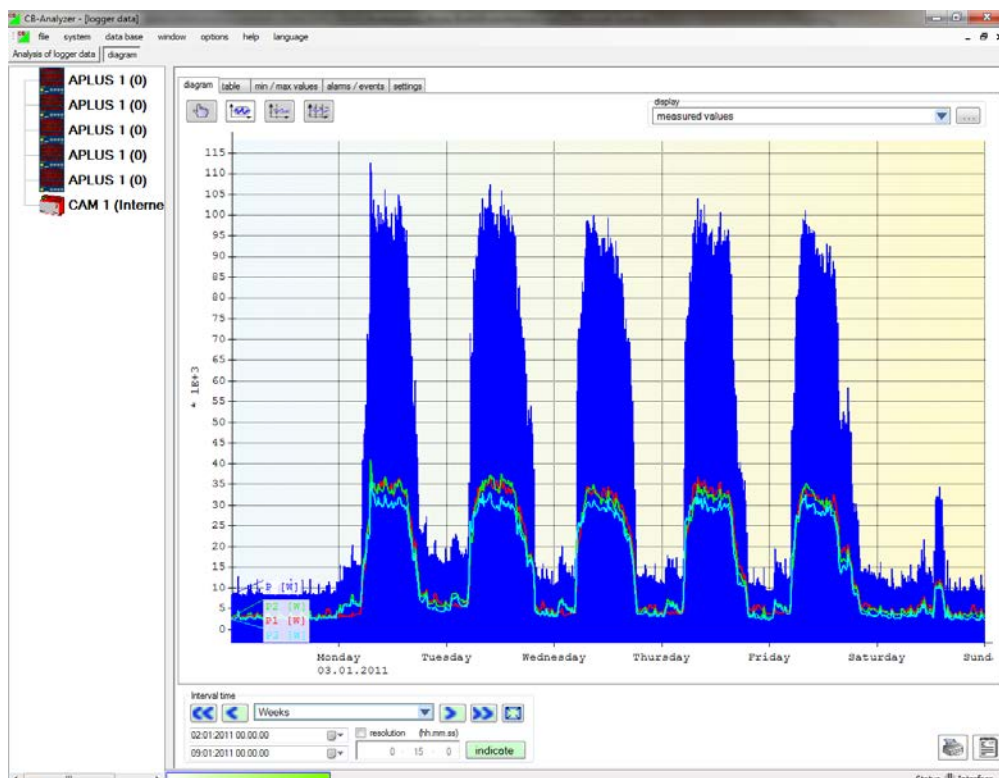 CB-Analyzer - [logger data]
file system data base window options help language
Analysis of logger data diagram
APLUS 1 (0)
APLUS 1 (0)
APLUS 1 (0)
APLUS 1 (0)
APLUS 1 (0)
CAM 1 (Interne
diagram table min / max values alarms / events settings
display
measured values
...
115
110
105
100
95
90
85
80
75
70
65
60
55
50
45
40
35
30
25
20
15
10
5
0
* 1E+3
P [W]
P2 [W]
P1 [W]
P3 [W]
Monday Tuesday Wednesday Thursday Friday Saturday Sund
03.01.2011
Interval time
Weeks
02:01:2011 00.00.00 resolution (hh.mm.ss)
09:01:2011 00.00.00 0 15 0 indicate